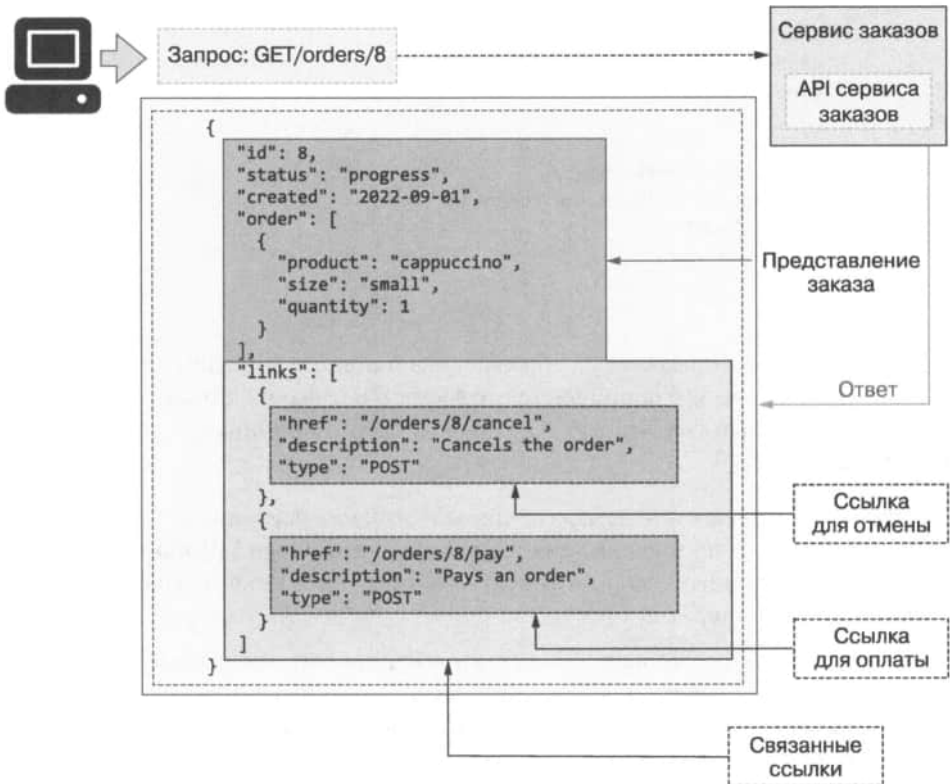 Запрос: GET/orders/8
Сервис заказов
API сервиса
заказов
{
"id": 8,
"status": "progress",
"created": "2022-09-01",
"order": [
{
"product": "cappuccino",
"size": "small",
"quantity": 1
}
],
Представление
заказа
"links": [
{
"href": "/orders/8/cancel",
"description": "Cancels the order",
"type": "POST"
},
{
"href": "/orders/8/pay",
"description": "Pays an order",
"type": "POST"
}
]
}
Ответ
Ссылка
для отмены
Ссылка
для оплаты
Связанные
ссылки